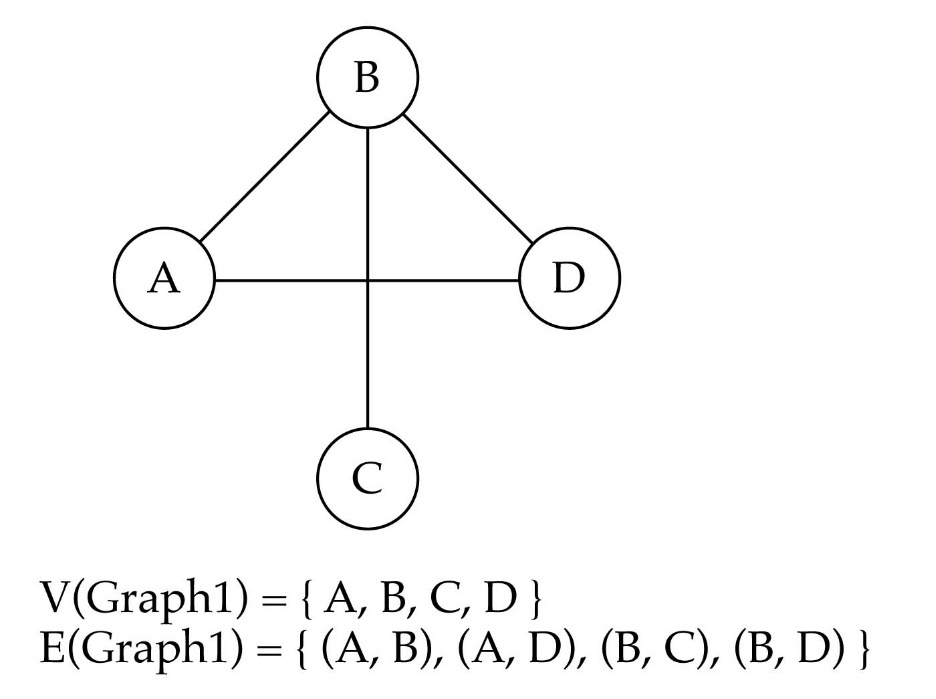 B
A
D
C
V(Graph1) = { A, B, C, D }
E(Graph1) = { (A, B), (A, D), (B, C), (B, D) }